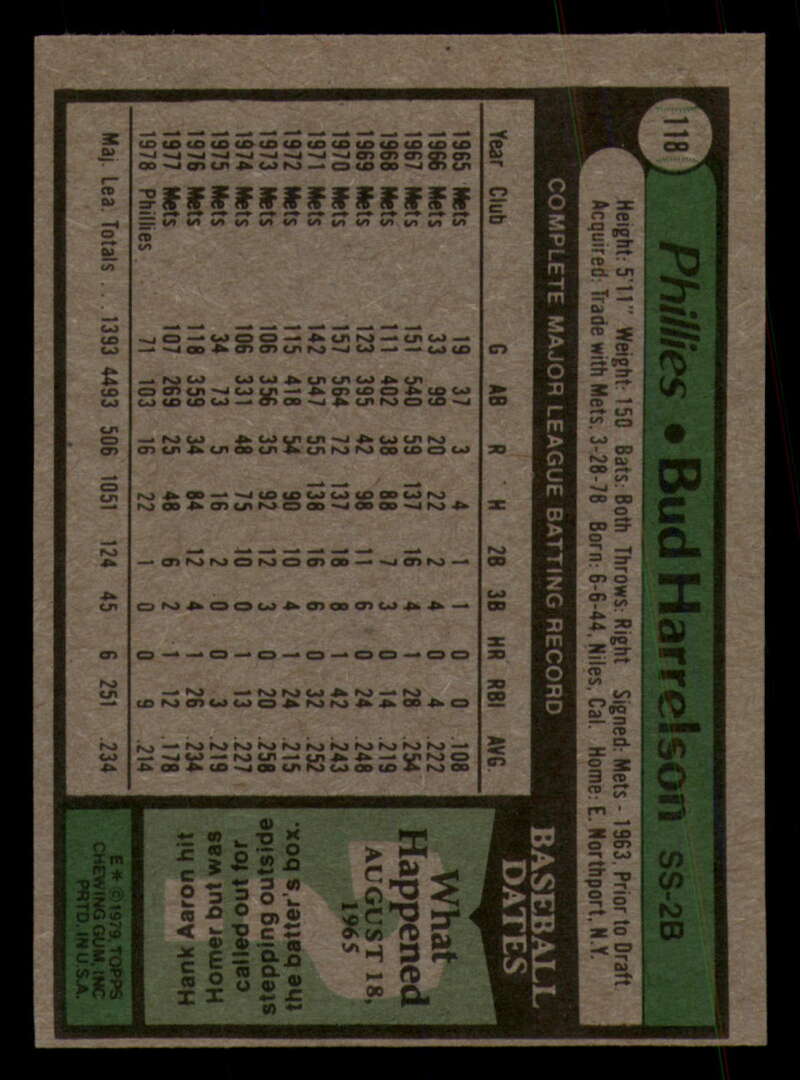 118
Phillies • Bud Harrelson SS-2B
Height: 5'11" Weight: 150 Bats: Both Throws: Right Signed: Mets - 1963, Prior to Draft
Acquired: Trade with Mets, 3-28-78 Born: 6-6-44, Niles, Cal. Home: E. Northport, N.Y.
COMPLETE MAJOR LEAGUE BATTING RECORD
Year Club G AB R H 2B 3B HR RBI AVG.
1965 Mets 19 37 3 4 1 1 0 0 .108
1966 Mets 33 99 20 22 2 4 0 4 .222
1967 Mets 151 540 59 137 16 4 1 28 .254
1968 Mets 111 402 38 88 7 3 0 14 .219
1969 Mets 123 395 42 98 11 6 0 24 .248
1970 Mets 157 564 72 137 18 8 1 42 .243
1971 Mets 142 547 55 138 16 6 0 32 .252
1972 Mets 115 418 54 90 10 4 1 24 .215
1973 Mets 106 356 35 92 12 3 0 20 .258
1974 Mets 106 331 48 75 10 0 1 13 .227
1975 Mets 34 73 5 16 2 0 0 3 .219
1976 Mets 118 359 34 84 12 4 1 26 .234
1977 Mets 107 269 25 48 6 2 1 12 .178
1978 Phillies 71 103 16 22 1 0 0 9 .214
Maj. Lea. Totals . . . 1393 4493 506 1051 124 45 6 251 .234
BASEBALL
DATES
What
Happened
AUGUST 18,
1965
?
Hank Aaron hit
Homer but was
called out for
stepping outside
the batter's box.
E * © 1979, TOPPS
CHEWING GUM, INC
PRTD. IN U.S.A.